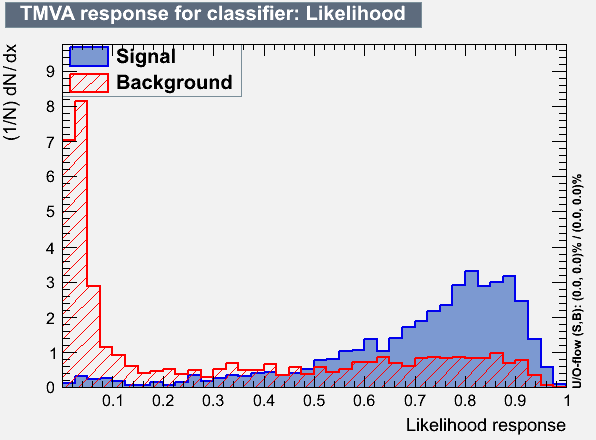 TMVA response for classifier: Likelihood
(1/N) dN / dx
Signal
Background
9
8
7
6
5
4
3
2
1
0
0.1 0.2 0.3 0.4 0.5 0.6 0.7 0.8 0.9 1
Likelihood response
U/O-flow (S,B): (0.0, 0.0)% / (0.0, 0.0)%